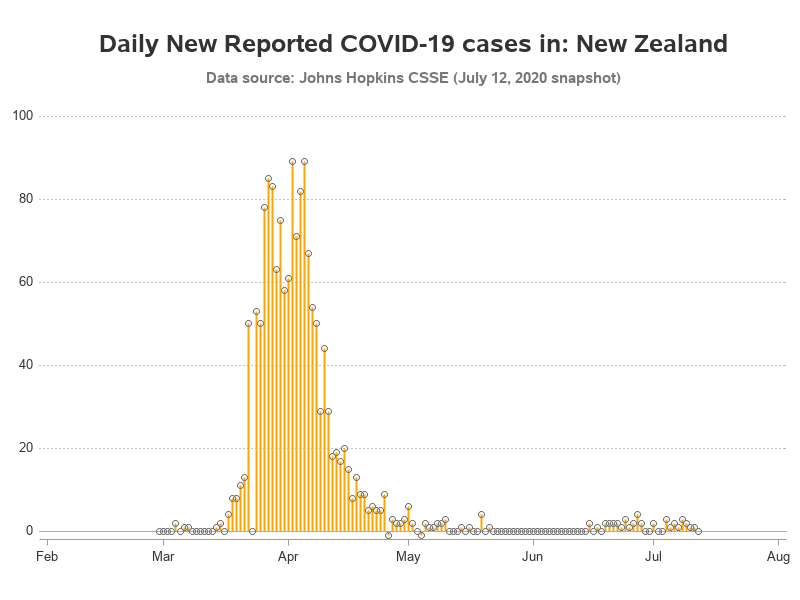 Daily New Reported COVID-19 cases in: New Zealand
Data source: Johns Hopkins CSSE (July 12, 2020 snapshot)
100
80
60
40
20
0
Feb Mar Apr May Jun Jul Aug